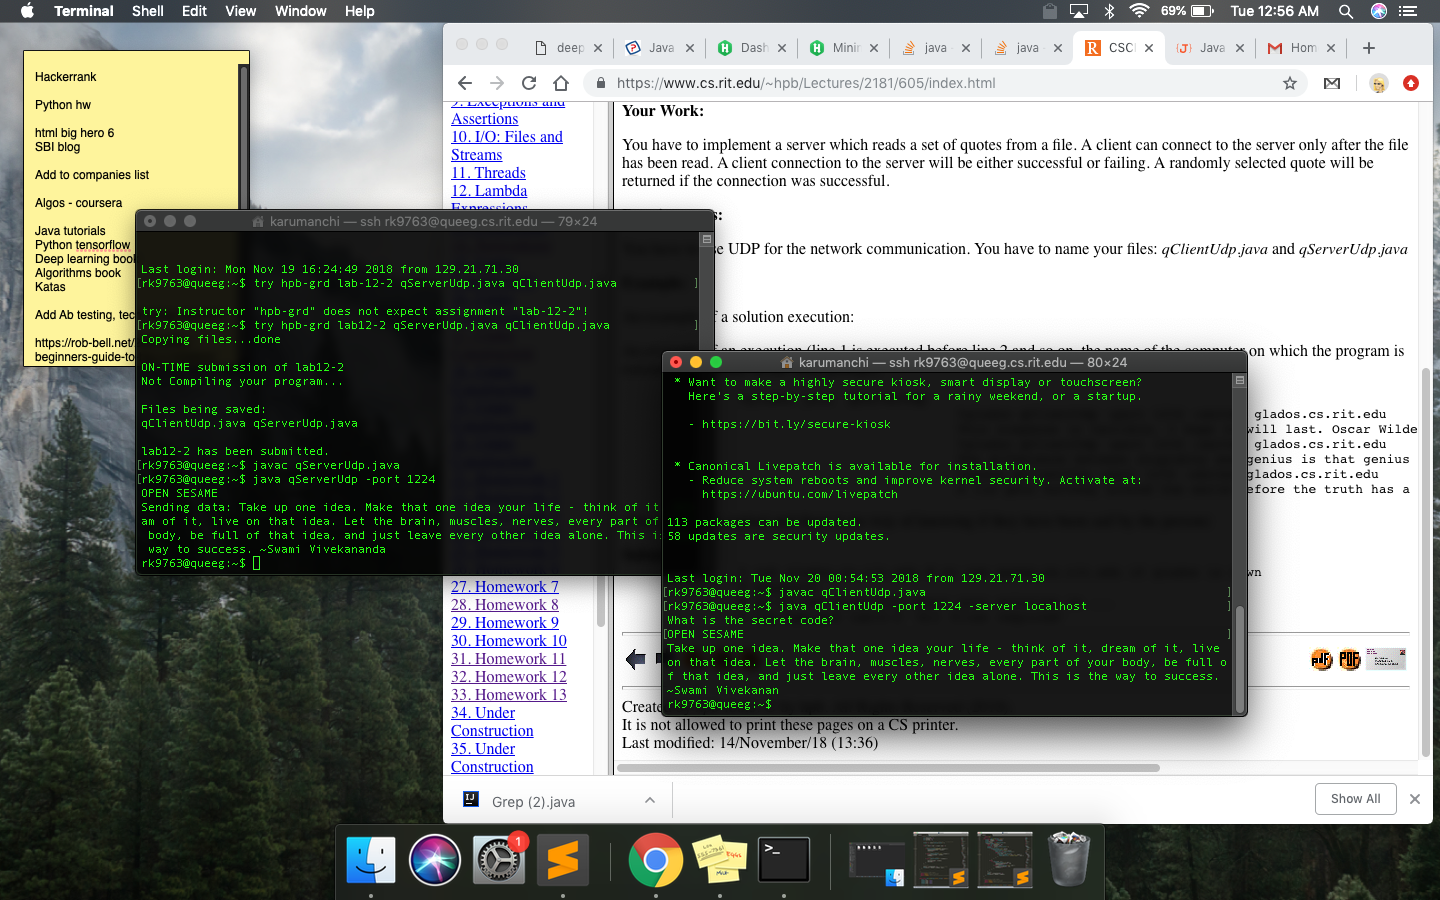 Terminal Shell Edit View Window Help 69% Tue 12:56 AM
Hackerrank
Python hw
html big hero 6
SBI blog
Add to companies list
Algos - coursera
Java tutorials
Python tensorflow
Deep learning book
Algorithms book
Katas
Add Ab testing, tec
https://rob-bell.net/
beginners-guide-to
deep Java Dash Minin java java CSC Java Hom
https://www.cs.rit.edu/~hpb/Lectures/2181/605/index.html
9. Exceptions and
Assertions
10. I/O: Files and
Streams
11. Threads
12. Lambda
Expressions
27. Homework 7
28. Homework 8
29. Homework 9
30. Homework 10
31. Homework 11
32. Homework 12
33. Homework 13
34. Under
Construction
35. Under
Construction
Your Work:
You have to implement a server which reads a set of quotes from a file. A client can connect to the server only after the file
has been read. A client connection to the server will be either successful or failing. A randomly selected quote will be
returned if the connection was successful.
se UDP for the network communication. You have to name your files: qClientUdp.java and qServerUdp.java
f a solution execution:
f an execution (line 1 is executed before line 2 and so on, the name of the computer on which the program is
glados.cs.rit.edu
will last. Oscar Wilde
glados.cs.rit.edu
genius is that genius
glados.cs.rit.edu
efore the truth has a
wn
Create
It is not allowed to print these pages on a CS printer.
Last modified: 14/November/18 (13:36)
karumanchi — ssh rk9763@queeg.cs.rit.edu — 79×24
Last login: Mon Nov 19 16:24:49 2018 from 129.21.71.30
[rk9763@queeg:~$ try hpb-grd lab-12-2 qServerUdp.java qClientUdp.java ]
try: Instructor "hpb-grd" does not expect assignment "lab-12-2"!
[rk9763@queeg:~$ try hpb-grd lab12-2 qServerUdp.java qClientUdp.java ]
Copying files...done
ON-TIME submission of lab12-2
Not Compiling your program...
Files being saved:
qClientUdp.java qServerUdp.java
lab12-2 has been submitted.
[rk9763@queeg:~$ javac qServerUdp.java
[rk9763@queeg:~$ java qServerUdp -port 1224
OPEN SESAME
Sending data: Take up one idea. Make that one idea your life - think of it
am of it, live on that idea. Let the brain, muscles, nerves, every part of
body, be full of that idea, and just leave every other idea alone. This i
way to success. ~Swami Vivekananda
rk9763@queeg:~$
karumanchi — ssh rk9763@queeg.cs.rit.edu — 80×24
* Want to make a highly secure kiosk, smart display or touchscreen?
Here's a step-by-step tutorial for a rainy weekend, or a startup.
- https://bit.ly/secure-kiosk
* Canonical Livepatch is available for installation.
- Reduce system reboots and improve kernel security. Activate at:
https://ubuntu.com/livepatch
113 packages can be updated.
58 updates are security updates.
Last login: Tue Nov 20 00:54:53 2018 from 129.21.71.30
[rk9763@queeg:~$ javac qClientUdp.java ]
[rk9763@queeg:~$ java qClientUdp -port 1224 -server localhost ]
What is the secret code?
[OPEN SESAME ]
Take up one idea. Make that one idea your life - think of it, dream of it, live
on that idea. Let the brain, muscles, nerves, every part of your body, be full o
f that idea, and just leave every other idea alone. This is the way to success.
~Swami Vivekanan
rk9763@queeg:~$
PDF PDF
Grep (2).java Show All
1